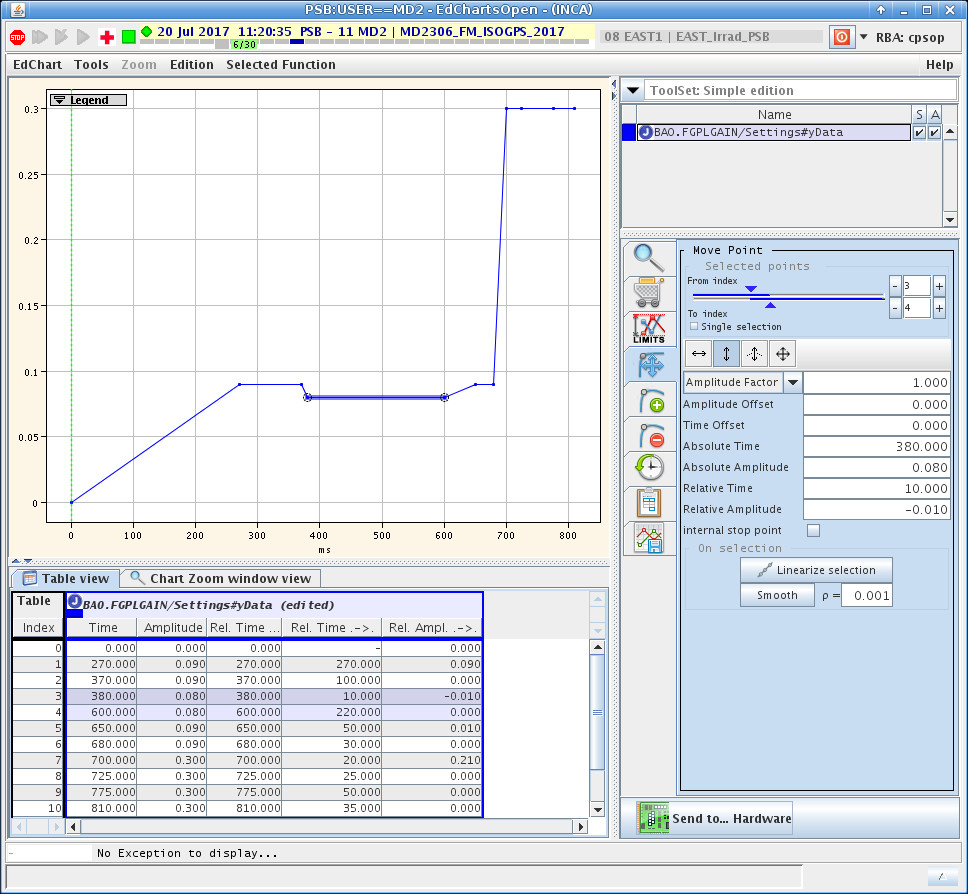 PSB:USER==MD2 - EdChartsOpen - (INCA)
STOP
20 Jul 2017 11:20:35 PSB - 11 MD2 | MD2306_FM_ISOGPS_2017
6/30
08 EAST1 | EAST_Irrad_PSB
RBA: cpsop
EdChart Tools Zoom Edition Selected Function Help
Legend
0.3
0.25
0.2
0.15
0.1
0.05
0
0 100 200 300 400 500 600 700 800
ms
ToolSet: Simple edition
Name S A
J BA0.FGPLGAIN/Settings#yData
LIMITS
Move Point
Selected points
From index
- 3 +
- 4 +
To index
Single selection
Amplitude Factor 1.000
Amplitude Offset 0.000
Time Offset 0.000
Absolute Time 380.000
Absolute Amplitude 0.080
Relative Time 10.000
Relative Amplitude -0.010
internal stop point
On selection
Linearize selection
Smooth ρ = 0.001
Table view Chart Zoom window view
Table J BA0.FGPLGAIN/Settings#yData (edited)
Index Time Amplitude Rel. Time ... Rel. Time .->. Rel. Ampl. .->.
0 0.000 0.000 0.000 - 0.000
1 270.000 0.090 270.000 270.000 0.090
2 370.000 0.090 370.000 100.000 0.000
3 380.000 0.080 380.000 10.000 -0.010
4 600.000 0.080 600.000 220.000 0.000
5 650.000 0.090 650.000 50.000 0.010
6 680.000 0.090 680.000 30.000 0.000
7 700.000 0.300 700.000 20.000 0.210
8 725.000 0.300 725.000 25.000 0.000
9 775.000 0.300 775.000 50.000 0.000
10 810.000 0.300 810.000 35.000 0.000
Send to... Hardware
- No Exception to display...